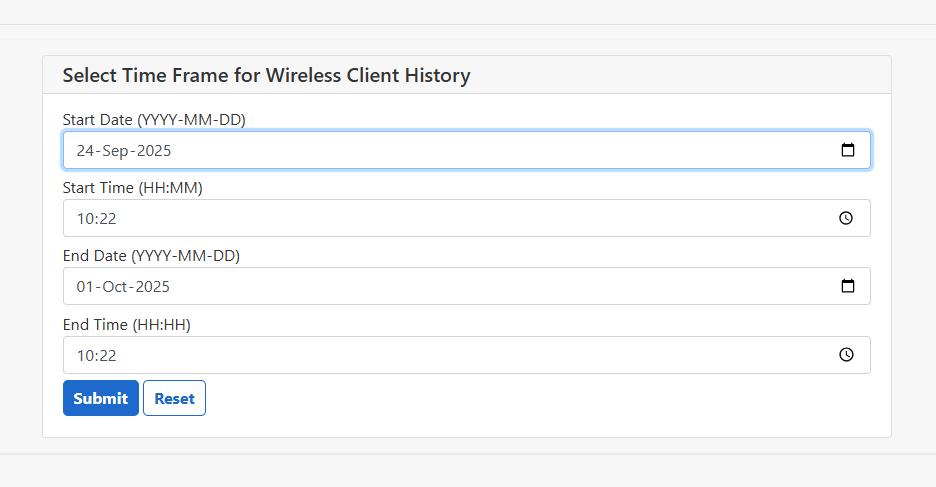 Select Time Frame for Wireless Client History
Start Date (YYYY-MM-DD)
24-Sep-2025
Start Time (HH:MM)
10:22
End Date (YYYY-MM-DD)
01-Oct-2025
End Time (HH:HH)
10:22
Submit Reset